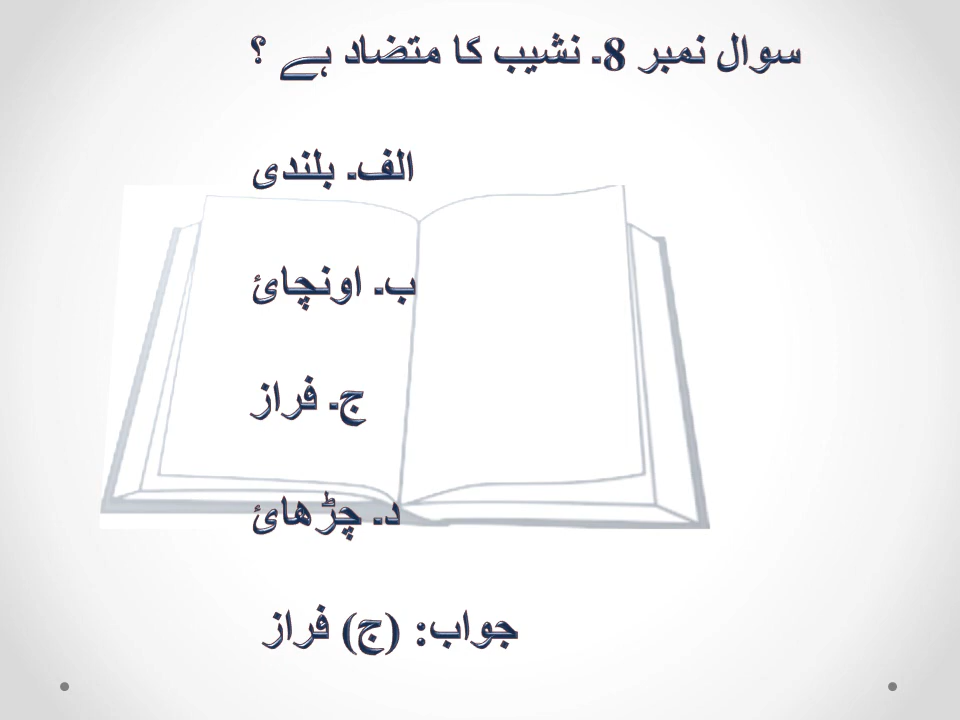 سوال نمبر 8۔ نشیب کا متضاد ہے ؟
الف۔ بلندی
ب۔ اونچائ
ج۔ فراز
د۔ چڑھائ
جواب: (ج) فراز